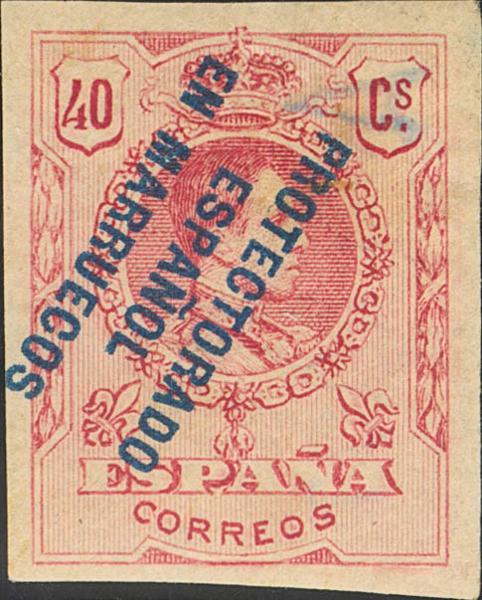 40 Cs.
PROTECTORADO
ESPAÑOL
EN MARRUECOS
ESPAÑA
CORREOS